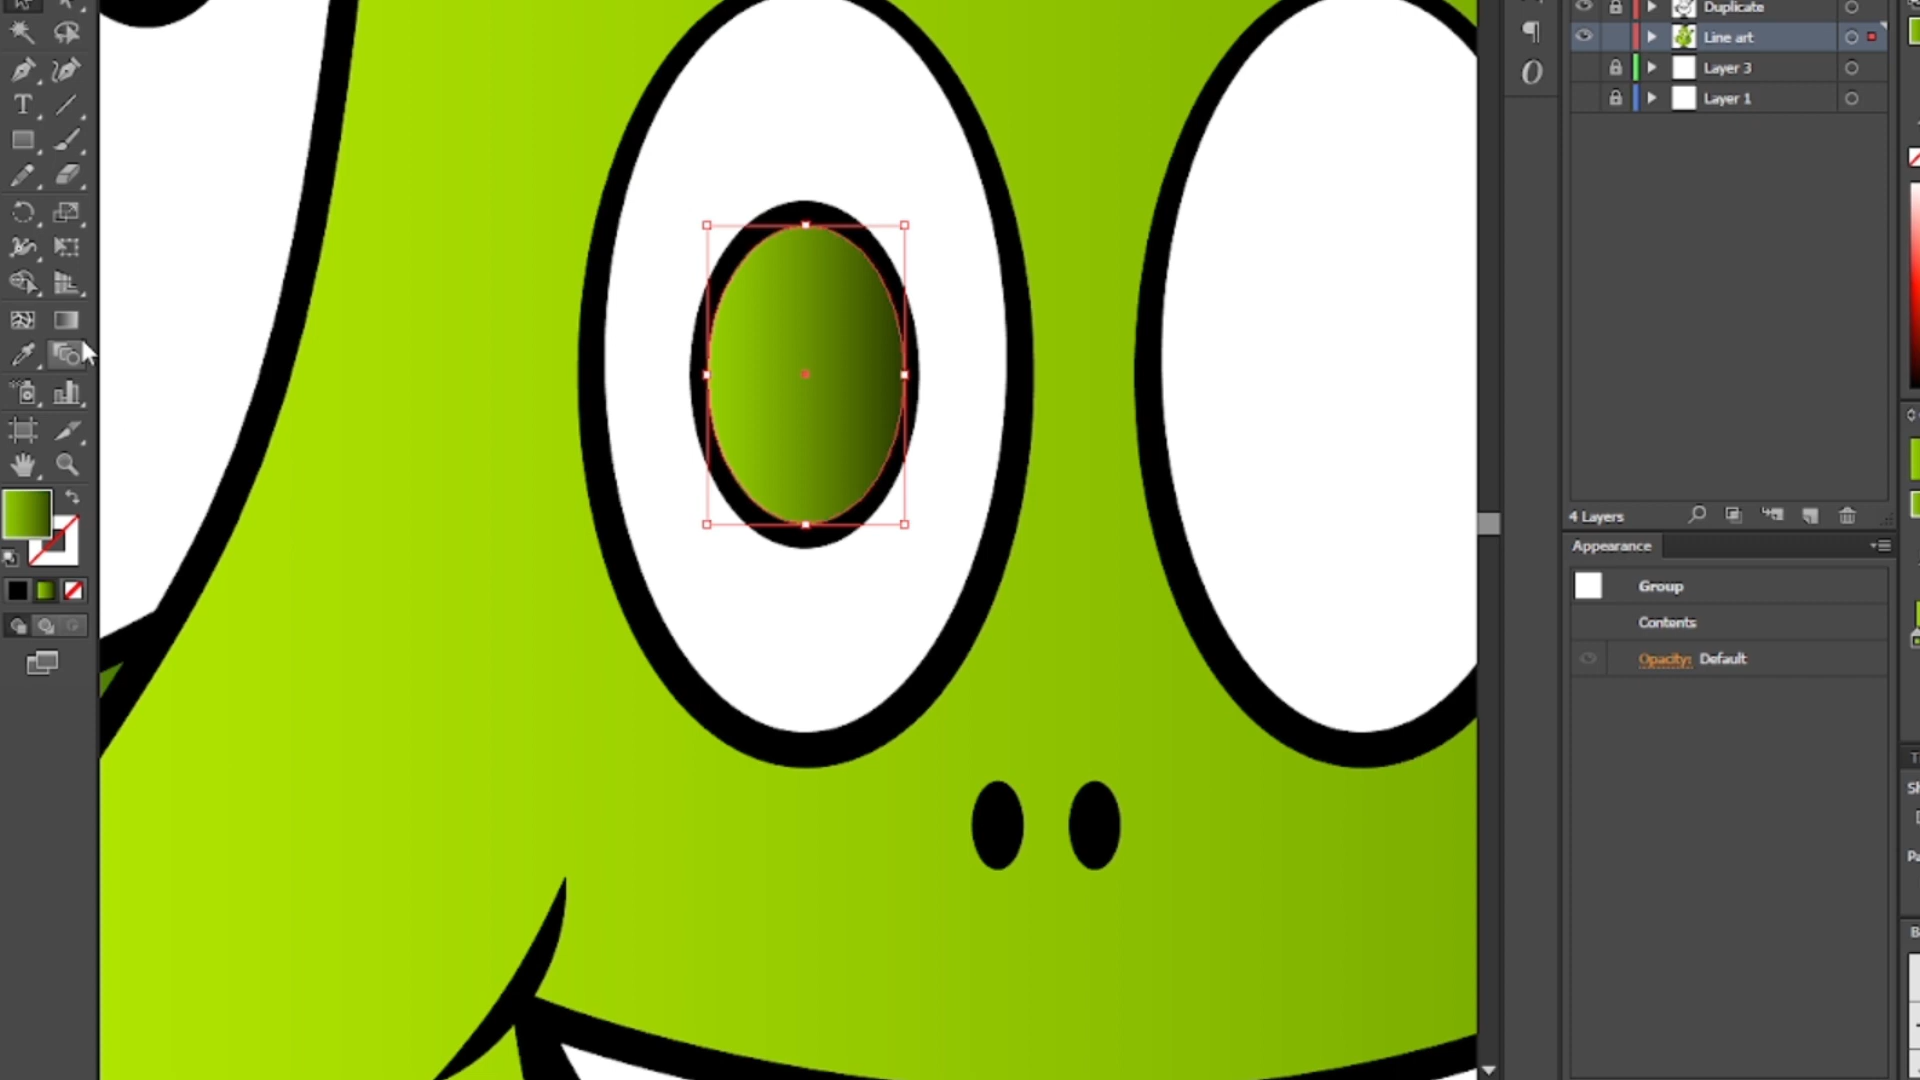 Duplicate
Line art
Layer 3
Layer 1
4 Layers
Appearance
Group
Contents
Opacity: Default